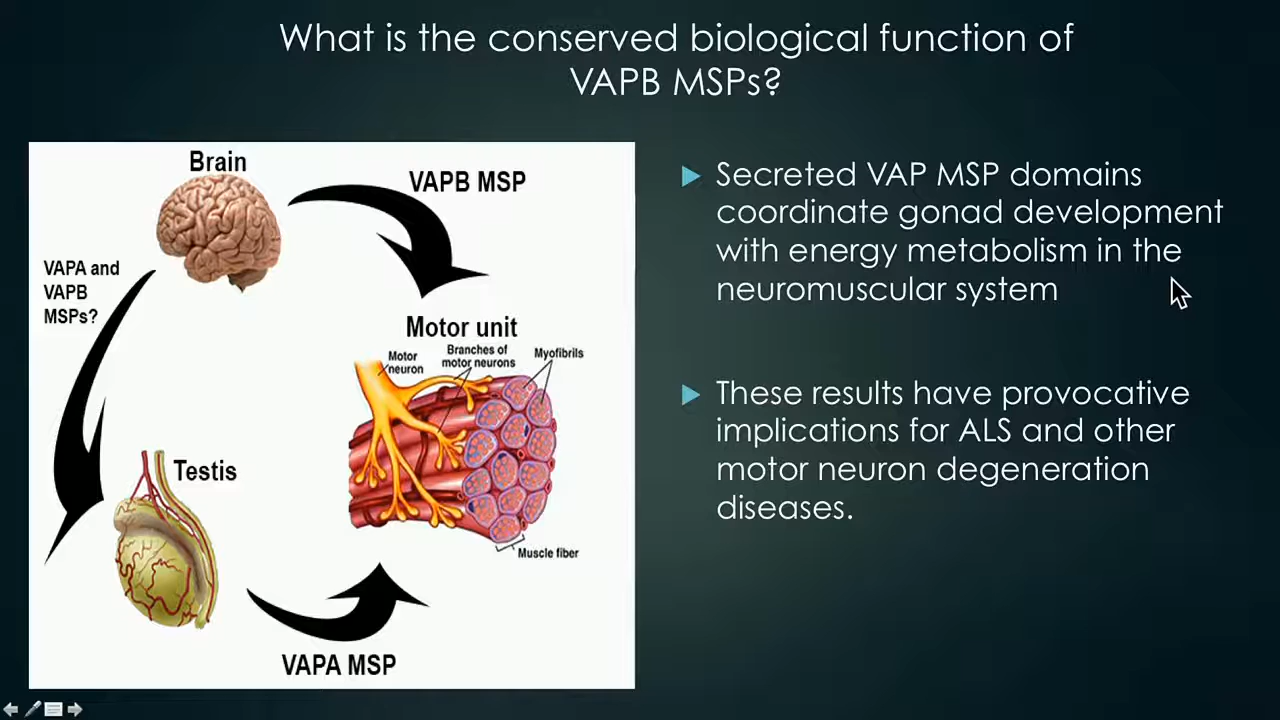 What is the conserved biological function of
VAPB MSPs?
Brain
VAPB MSP
VAPA and
VAPB
MSPs?
Motor unit
Motor
neuron
Branches of
motor neurons
Myofibrils
Testis
Muscle fiber
VAPA MSP
Secreted VAP MSP domains
coordinate gonad development
with energy metabolism in the
neuromuscular system
These results have provocative
implications for ALS and other
motor neuron degeneration
diseases.